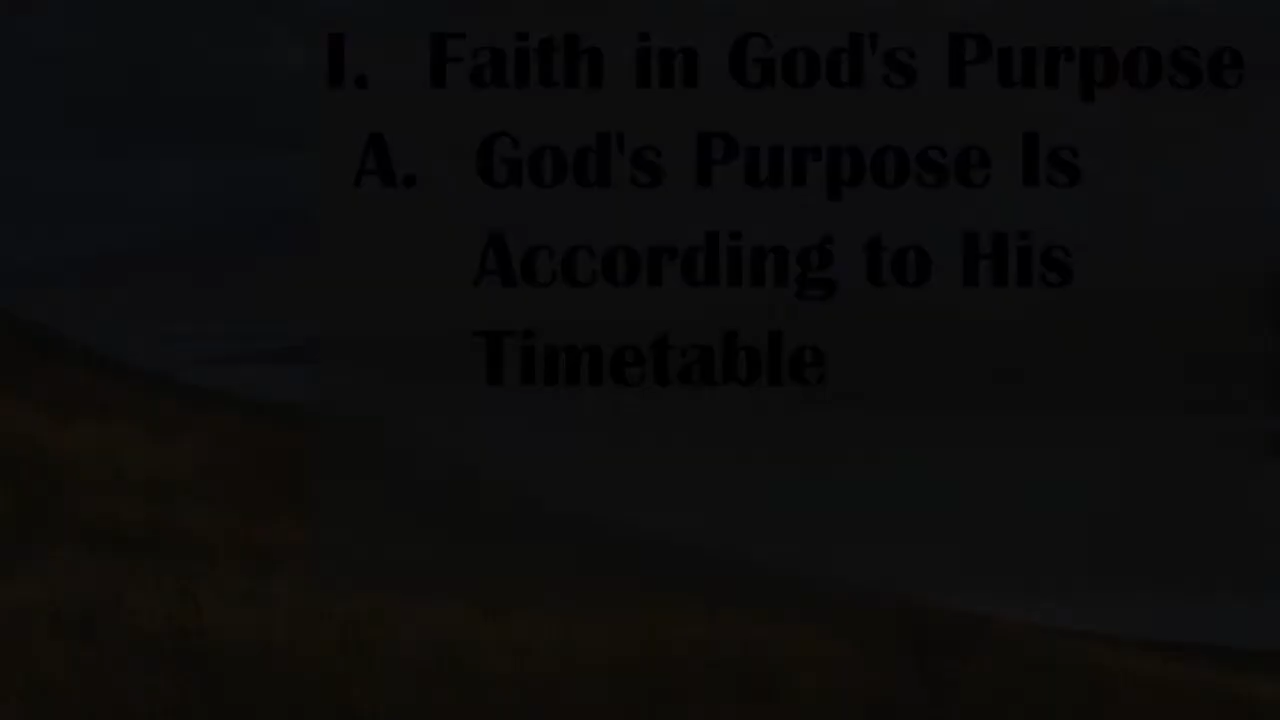 I. Faith in God's Purpose
A. God's Purpose Is
According to His
Timetable